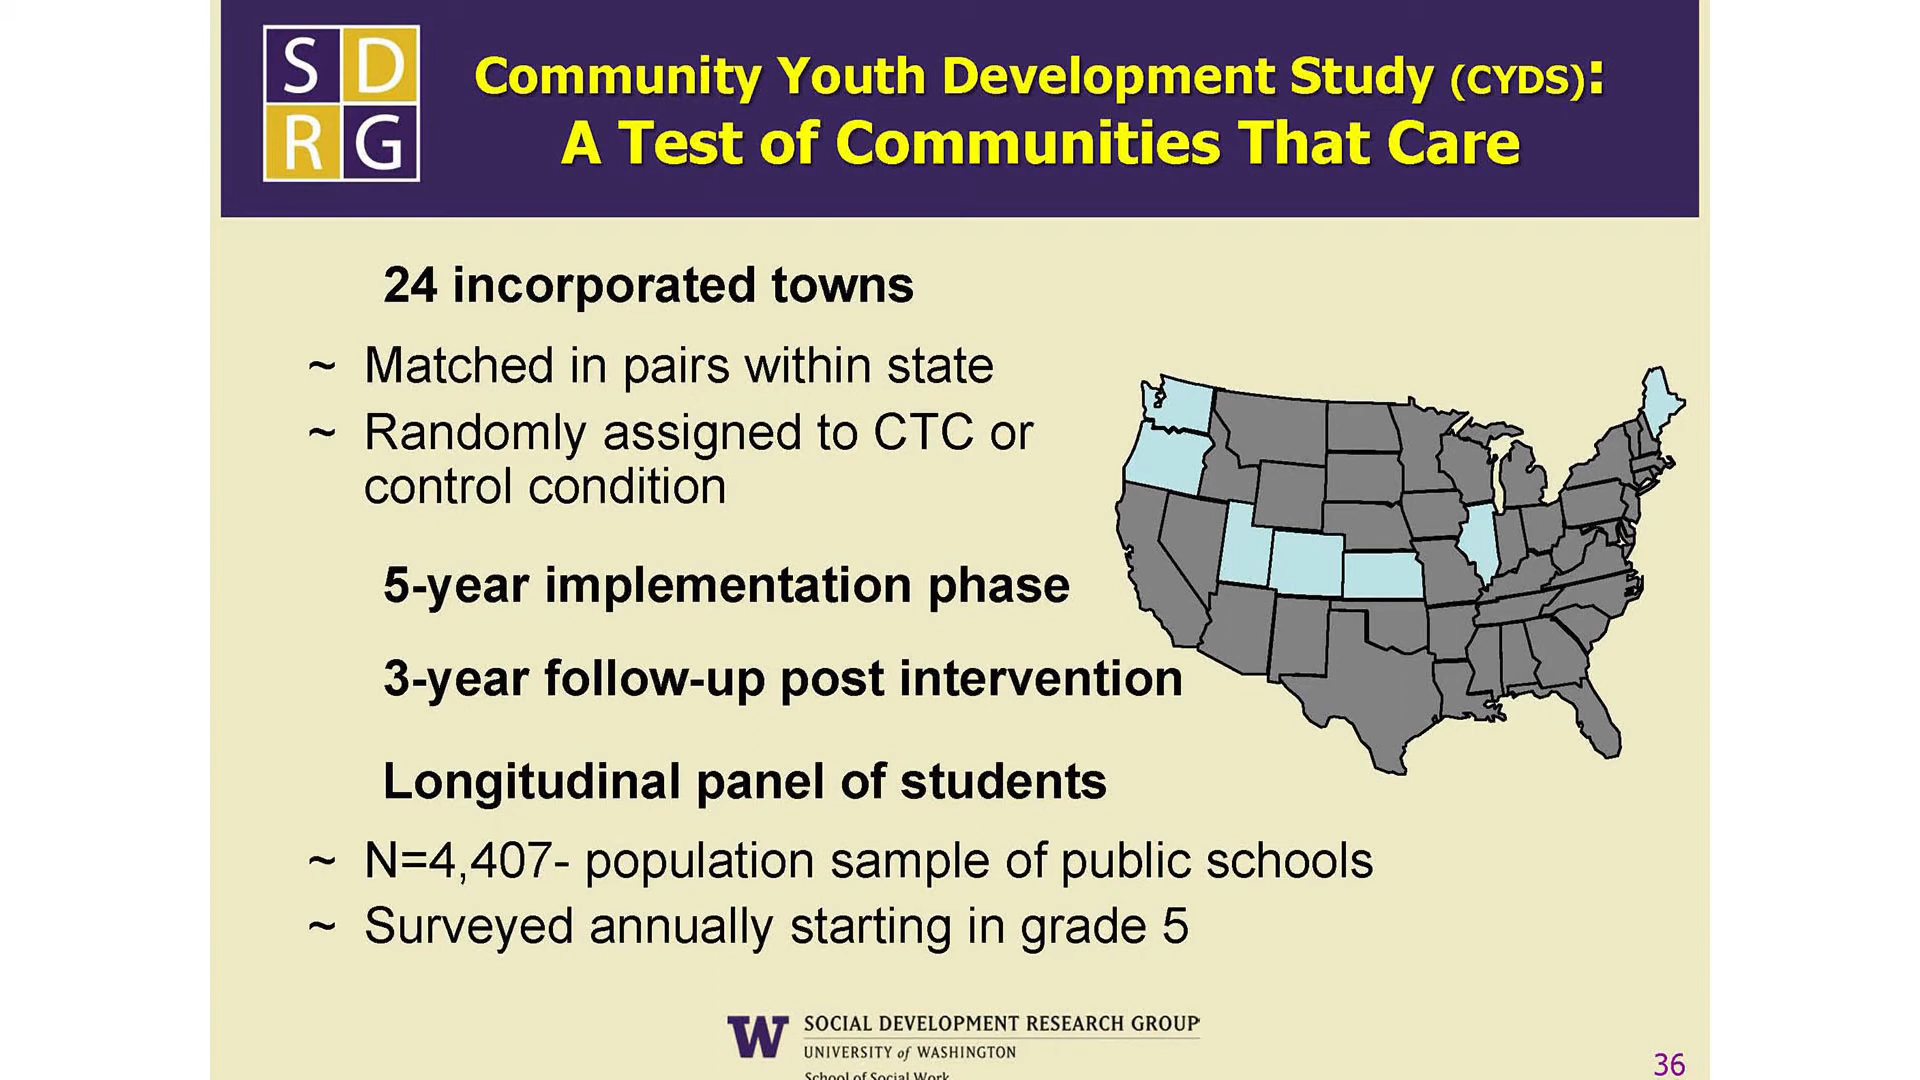 S D
R G
Community Youth Development Study (CYDS):
A Test of Communities That Care
24 incorporated towns
~ Matched in pairs within state
~ Randomly assigned to CTC or
control condition
5-year implementation phase
3-year follow-up post intervention
Longitudinal panel of students
~ N=4,407- population sample of public schools
~ Surveyed annually starting in grade 5
W SOCIAL DEVELOPMENT RESEARCH GROUP
UNIVERSITY of WASHINGTON
School of Social Work
36